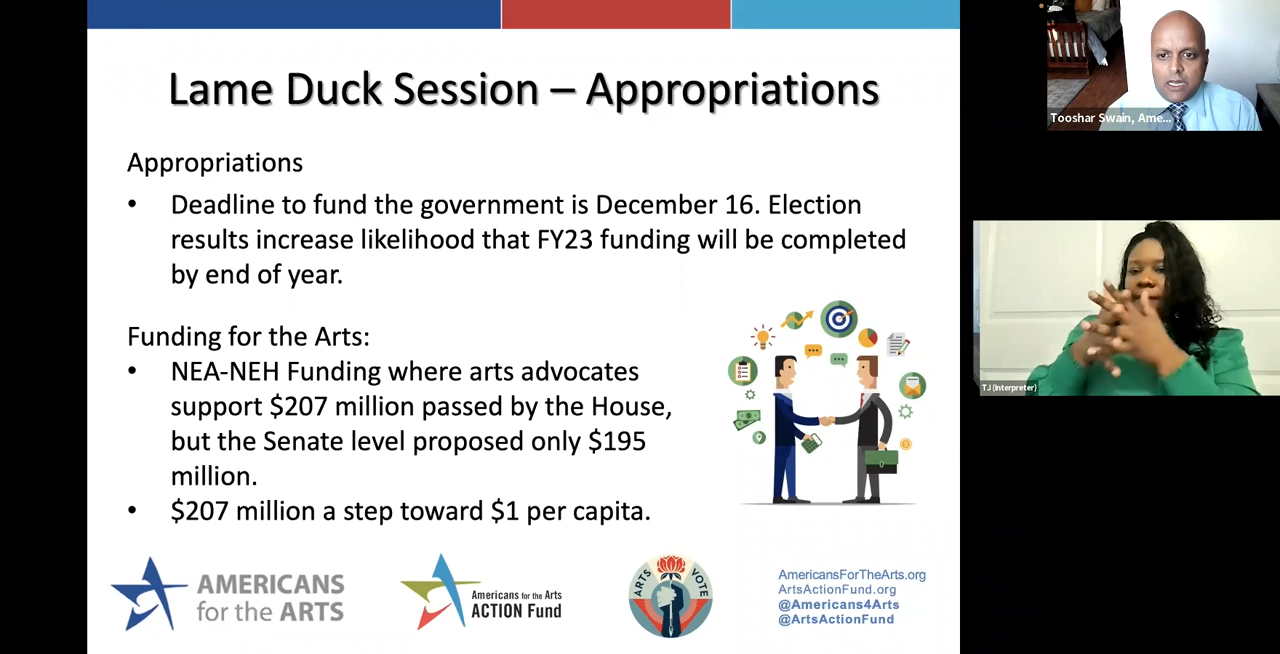 Lame Duck Session – Appropriations
Appropriations
• Deadline to fund the government is December 16. Election
results increase likelihood that FY23 funding will be completed
by end of year.
Funding for the Arts:
• NEA-NEH Funding where arts advocates
support $207 million passed by the House,
but the Senate level proposed only $195
million.
• $207 million a step toward $1 per capita.
AMERICANS
for the ARTS
Americans for the Arts
ACTION Fund
ARTS VOTE
AmericansForTheArts.org
ArtsActionFund.org
@Americans4Arts
@ArtsActionFund
Tooshar Swain, Ame...
TJ (Interpreter)